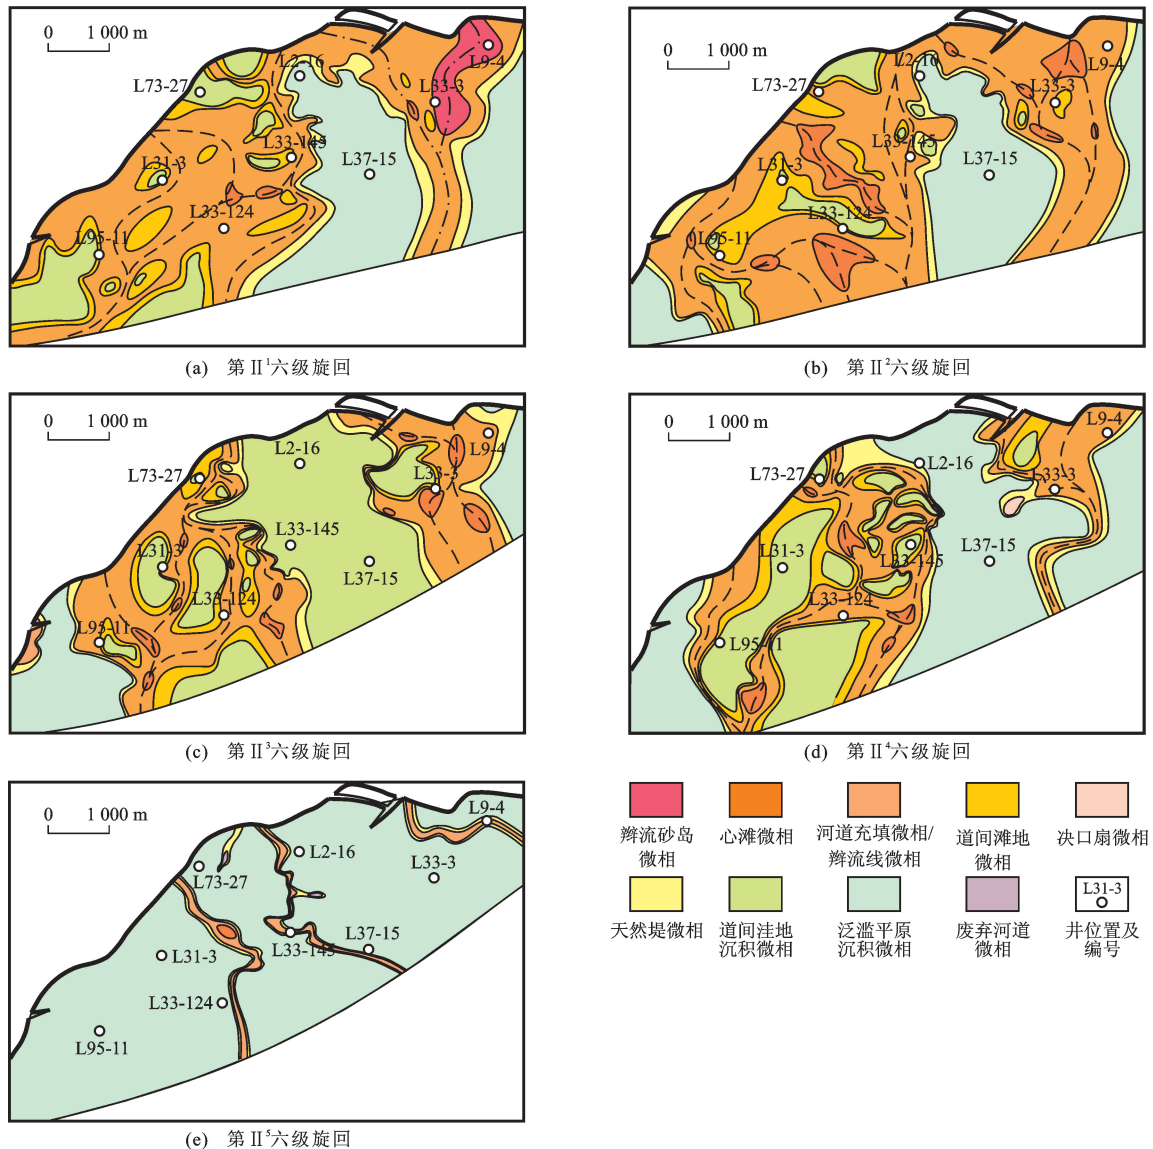 0 1 000 m
L2-16
L9-4
L73-27
L33-3
L33-145
L37-15
L31-3
L33-124
L95-11
(a) 第Ⅱ¹六级旋回
0 1 000 m
L2-16
L9-4
L73-27
L33-3
L33-145
L37-15
L31-3
L33-124
L95-11
(b) 第Ⅱ²六级旋回
0 1 000 m
L2-16
L9-4
L73-27
L33-3
L33-145
L31-3
L37-15
L33-124
L95-11
(c) 第Ⅱ³六级旋回
0 1 000 m
L9-4
L2-16
L73-27
L33-3
L31-3
L37-15
L33-145
L33-124
L95-11
(d) 第Ⅱ⁴六级旋回
0 1 000 m
L9-4
L2-16
L33-3
L73-27
L37-15
L33-145
L31-3
L33-124
L95-11
(e) 第Ⅱ⁵六级旋回
辫流砂岛
微相
心滩微相
河道充填微相/
辫流线微相
道间滩地
微相
决口扇微相
天然堤微相
道间洼地
沉积微相
泛滥平原
沉积微相
废弃河道
微相
L31-3
井位置及
编号